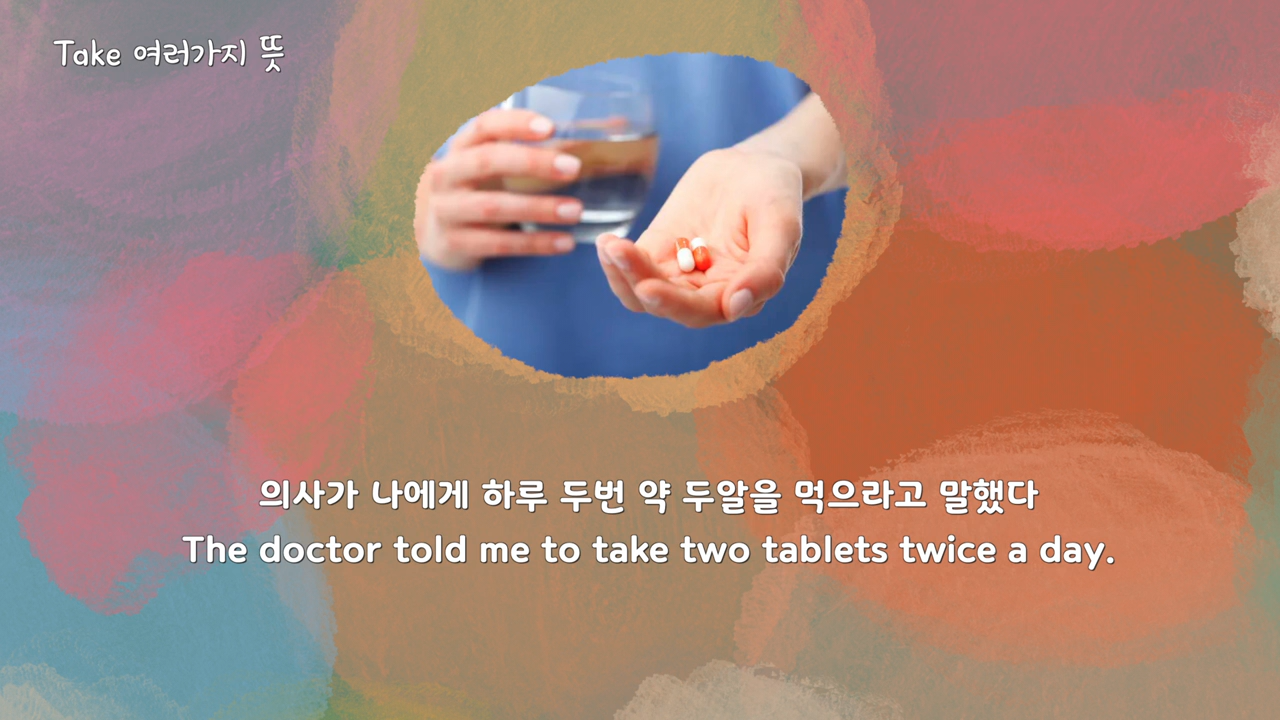 Take 여러가지 뜻
의사가 나에게 하루 두번 약 두알을 먹으라고 말했다
The doctor told me to take two tablets twice a day.